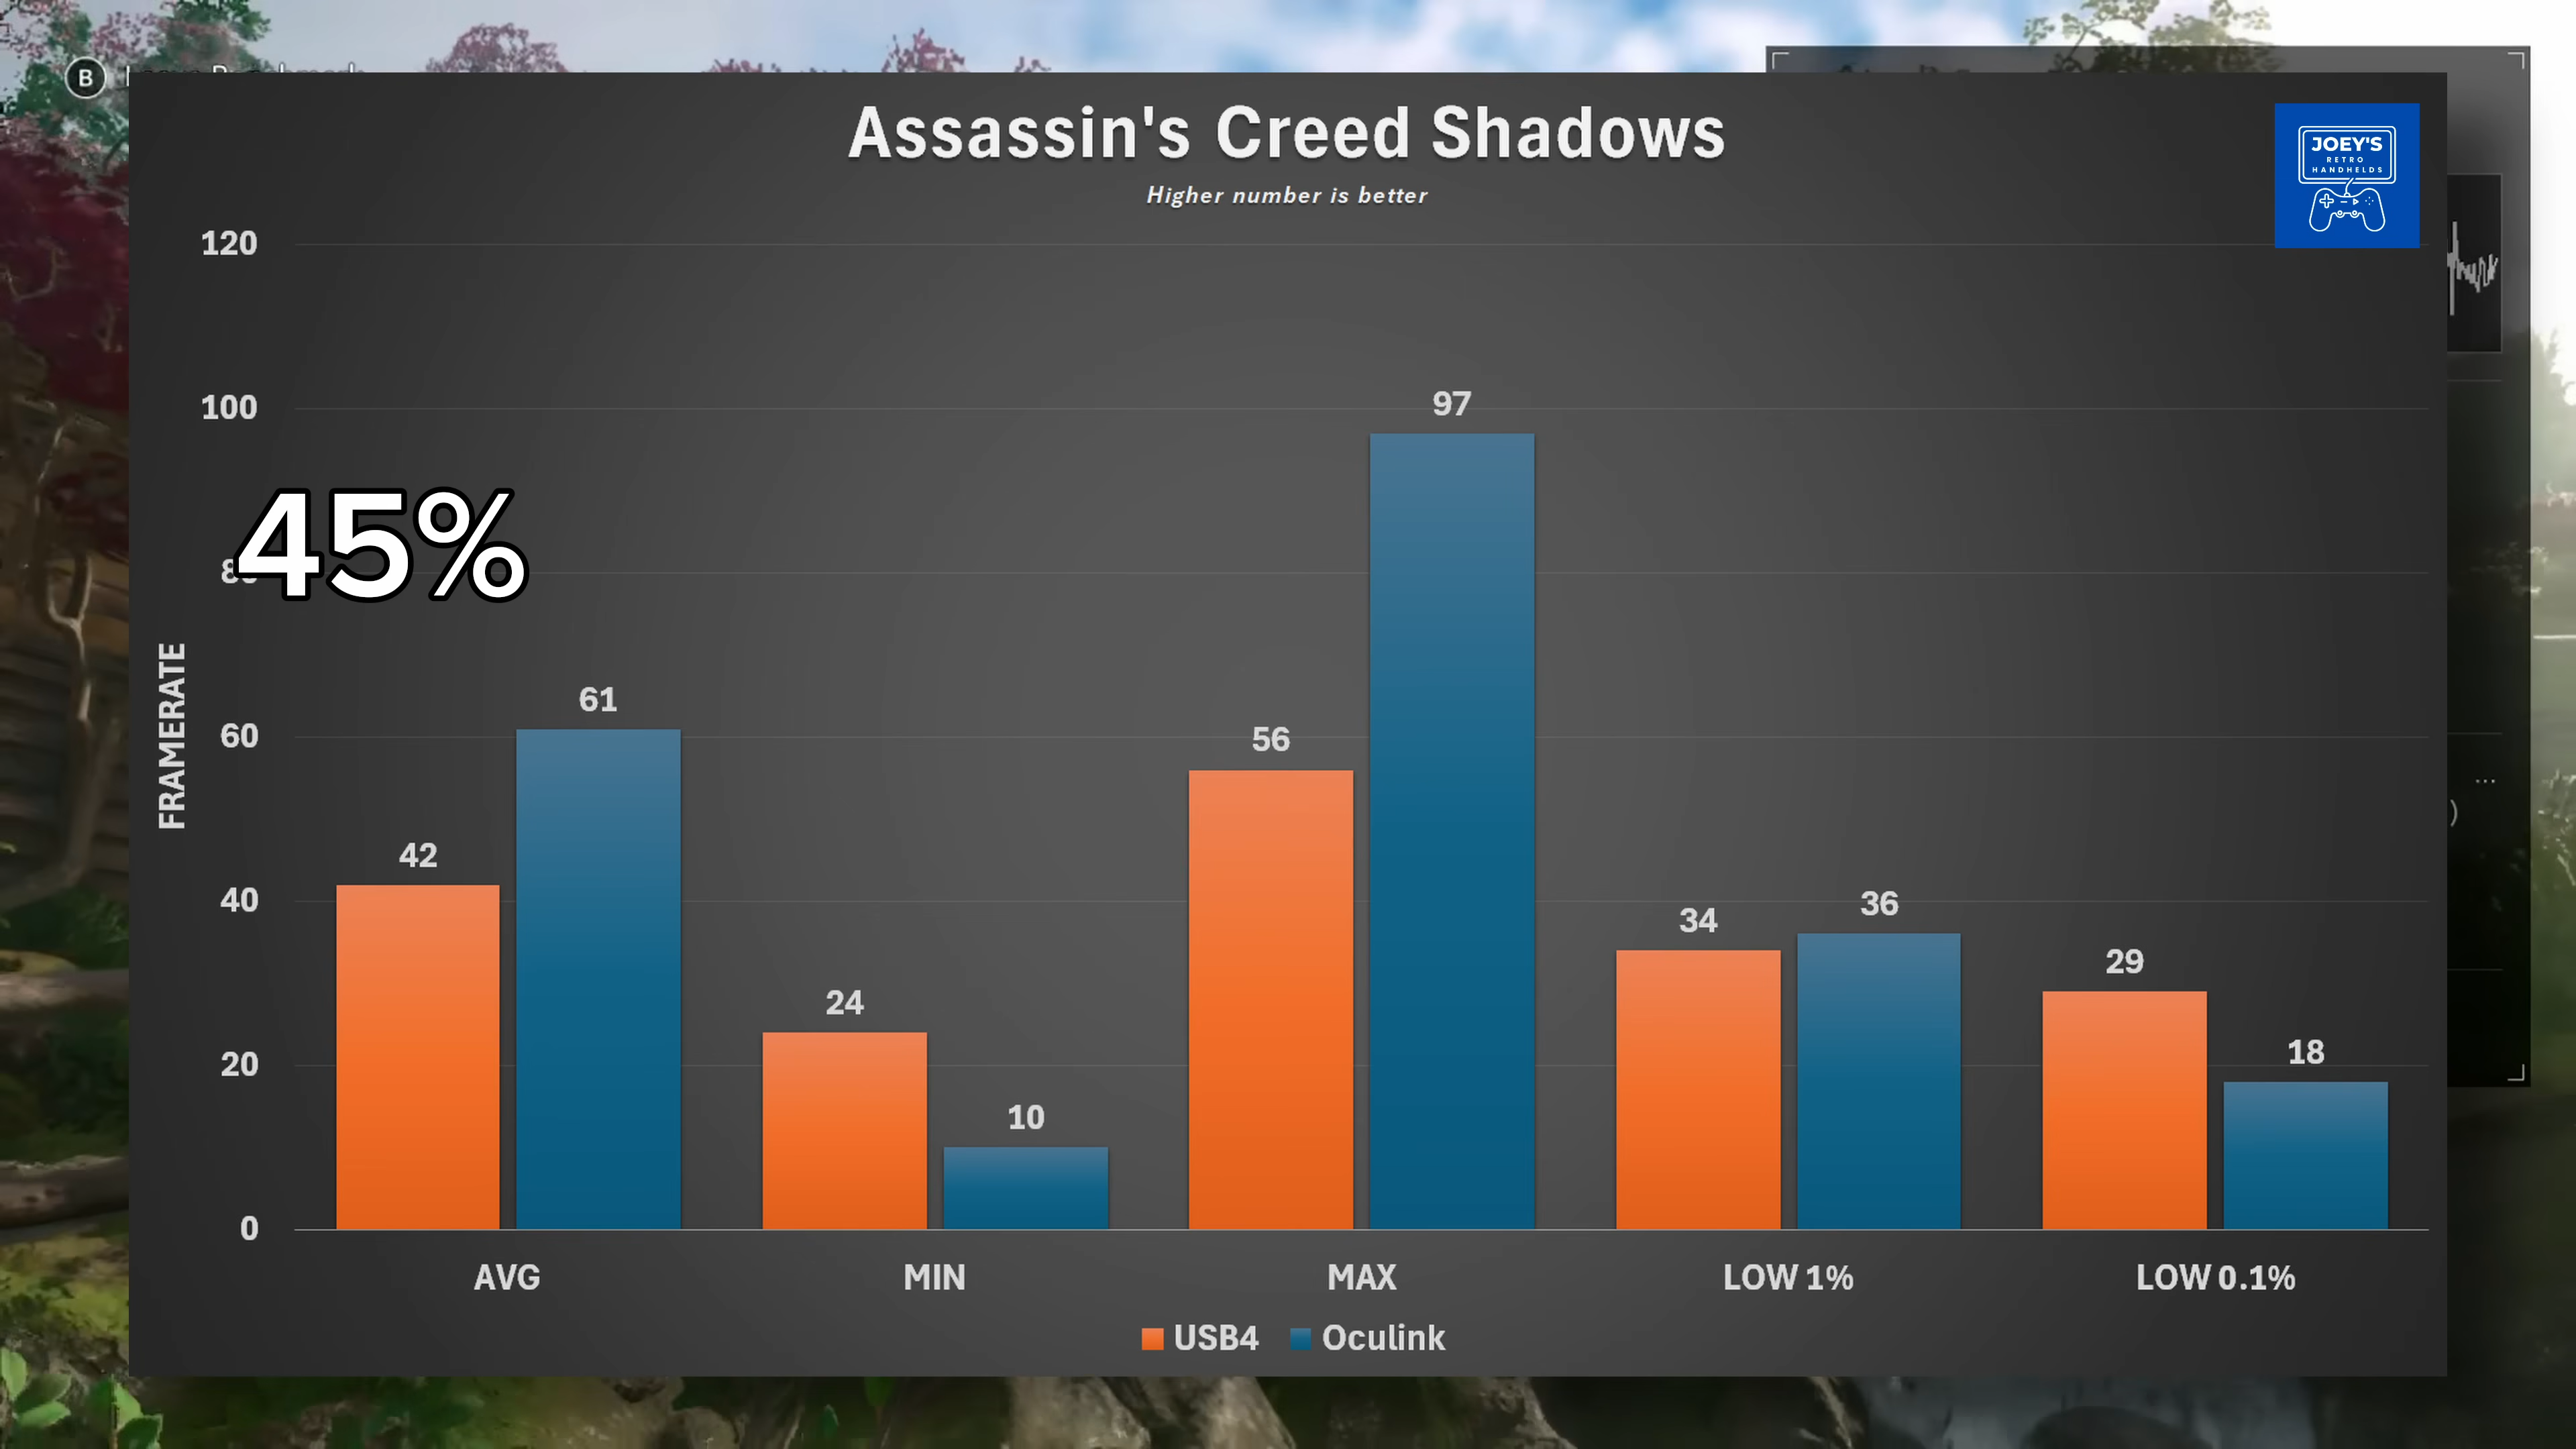 B
Assassin's Creed Shadows
Higher number is better
JOEY'S
RETRO
HANDHELDS
120
100
45%
60
40
20
0
FRAMERATE
42
61
24
10
56
97
34
36
29
18
AVG
MIN
MAX
LOW 1%
LOW 0.1%
USB4
Oculink
...
)